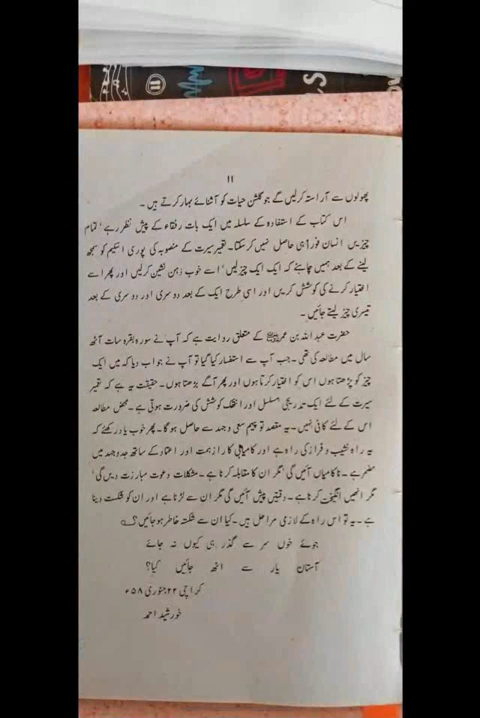 ۱۱
پھولوں سے آراستہ کرلیں گے جو گلشن حیات کو آشنائے بہار کرتے ہیں۔
اس کتاب کے استفادہ کے سلسلہ میں ایک بات رفقاء کے پیش نظر رہے ' تمام
چیزیں انسان فوراً ہی حاصل نہیں کرسکتا۔ تعمیر سیرت کے منصوبہ کی پوری اسکیم کو سمجھ
لینے کے بعد ہمیں چاہئے کہ ایک ایک چیز لیں ' اسے خوب ذہن نشین کرلیں اور پھر اسے
اختیار کرنے کی کوشش کریں اور اسی طرح ایک کے بعد دوسری اور دوسری کے بعد
تیسری چیز لیتے جائیں۔
حضرت عبداللہ بن عمرؓ کے متعلق روایت ہے کہ آپ نے سورہ بقرہ سات آٹھ
سال میں مطالعہ کی تھی۔ جب آپ سے استفسار کیا گیا تو آپ نے جواب دیا کہ میں ایک
چیز کو پڑھتا ہوں اس کو اختیار کرتا ہوں اور پھر آگے بڑھتا ہوں۔ حقیقت یہ ہے کہ تعمیر
سیرت کے لئے ایک تدریجی ' مسلسل اور انتھک کوشش کی ضرورت ہوتی ہے۔ محض مطالعہ
اس کے لئے کافی نہیں۔ یہ مقصد تو پیہم سعی و جہد سے حاصل ہوگا۔ پھر خوب یاد رکھئے کہ
یہ راہ نشیب و فراز کی راہ ہے اور کامیابی کا راز ہمت اور اعتماد کے ساتھ جدوجہد میں
مضمر ہے۔ ناکامیاں آئیں گی ' مگر ان کا مقابلہ کرنا ہے۔ مشکلات دعوت مبارزت دیں گی '
مگر انھیں انگیخت کرنا ہے۔ دقتیں پیش آئیں گی مگر ان سے لڑنا ہے اور ان کو شکست دینا
ہے۔ یہ تو اس راہ کے لازمی مراحل ہیں۔ کیا ان سے شکستہ خاطر ہو جائیں؟
جوئے خوں سر سے گذر ہی کیوں نہ جائے
آستان یار سے اٹھ جائیں کیا؟
کراچی ۲۲ جنوری ۵۸ء
خورشید احمد